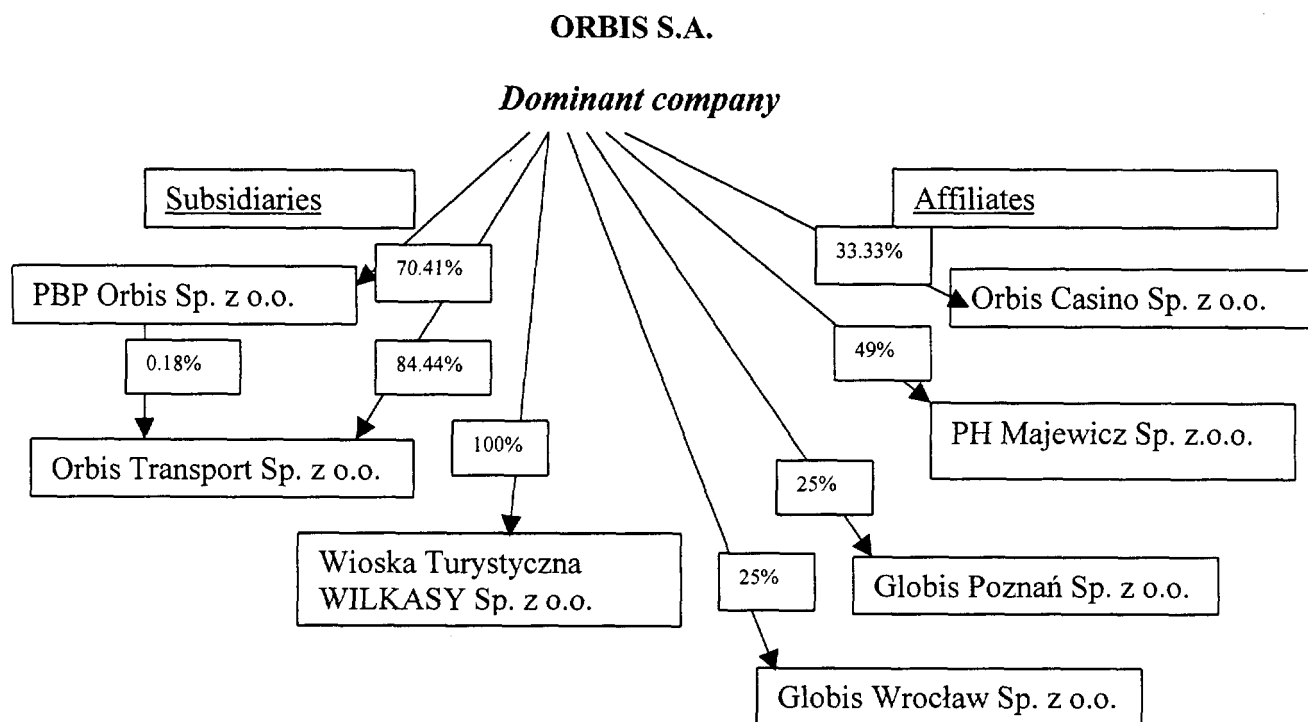 ORBIS S.A.
Dominant company
Subsidiaries
Affiliates
70.41%
33.33%
PBP Orbis Sp. z o.o.
Orbis Casino Sp. z o.o.
0.18%
84.44%
49%
PH Majewicz Sp. z.o.o.
Orbis Transport Sp. z o.o.
100%
25%
Wioska Turystyczna
WILKASY Sp. z o.o.
25%
Globis Poznań Sp. z o.o.
Globis Wrocław Sp. z o.o.